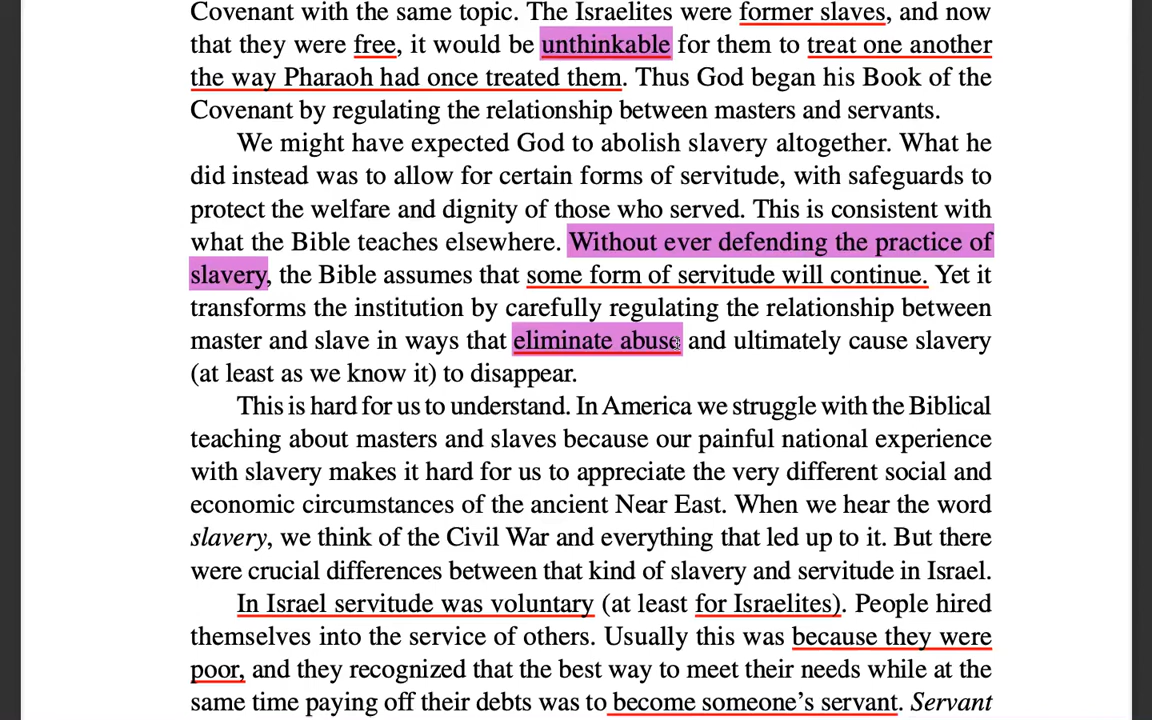 Covenant with the same topic. The Israelites were former slaves, and now
that they were free, it would be unthinkable for them to treat one another
the way Pharaoh had once treated them. Thus God began his Book of the
Covenant by regulating the relationship between masters and servants.
We might have expected God to abolish slavery altogether. What he
did instead was to allow for certain forms of servitude, with safeguards to
protect the welfare and dignity of those who served. This is consistent with
what the Bible teaches elsewhere. Without ever defending the practice of
slavery, the Bible assumes that some form of servitude will continue. Yet it
transforms the institution by carefully regulating the relationship between
master and slave in ways that eliminate abuse and ultimately cause slavery
(at least as we know it) to disappear.
This is hard for us to understand. In America we struggle with the Biblical
teaching about masters and slaves because our painful national experience
with slavery makes it hard for us to appreciate the very different social and
economic circumstances of the ancient Near East. When we hear the word
slavery, we think of the Civil War and everything that led up to it. But there
were crucial differences between that kind of slavery and servitude in Israel.
In Israel servitude was voluntary (at least for Israelites). People hired
themselves into the service of others. Usually this was because they were
poor, and they recognized that the best way to meet their needs while at the
same time paying off their debts was to become someone's servant. Servant